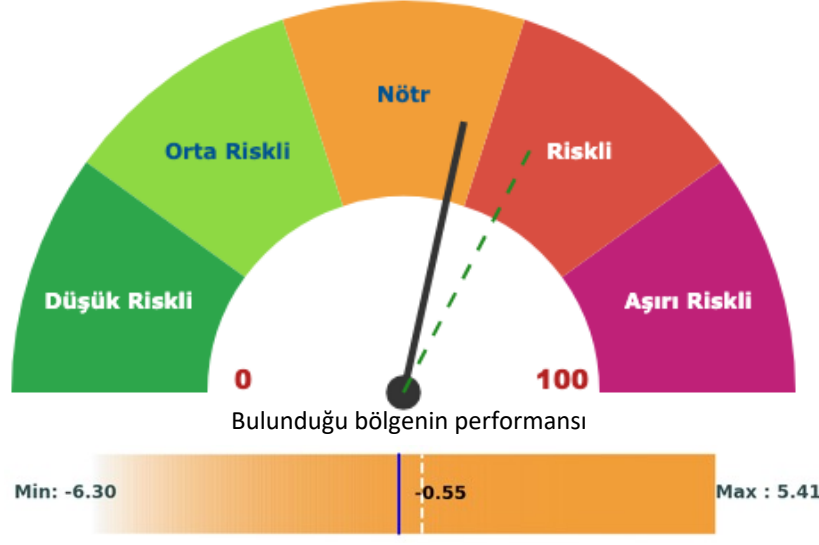 Nötr
Orta Riskli
Riskli
Düşük Riskli
Aşırı Riskli
0
100
Bulunduğu bölgenin performansı
Min: -6.30
-0.55
Max : 5.41